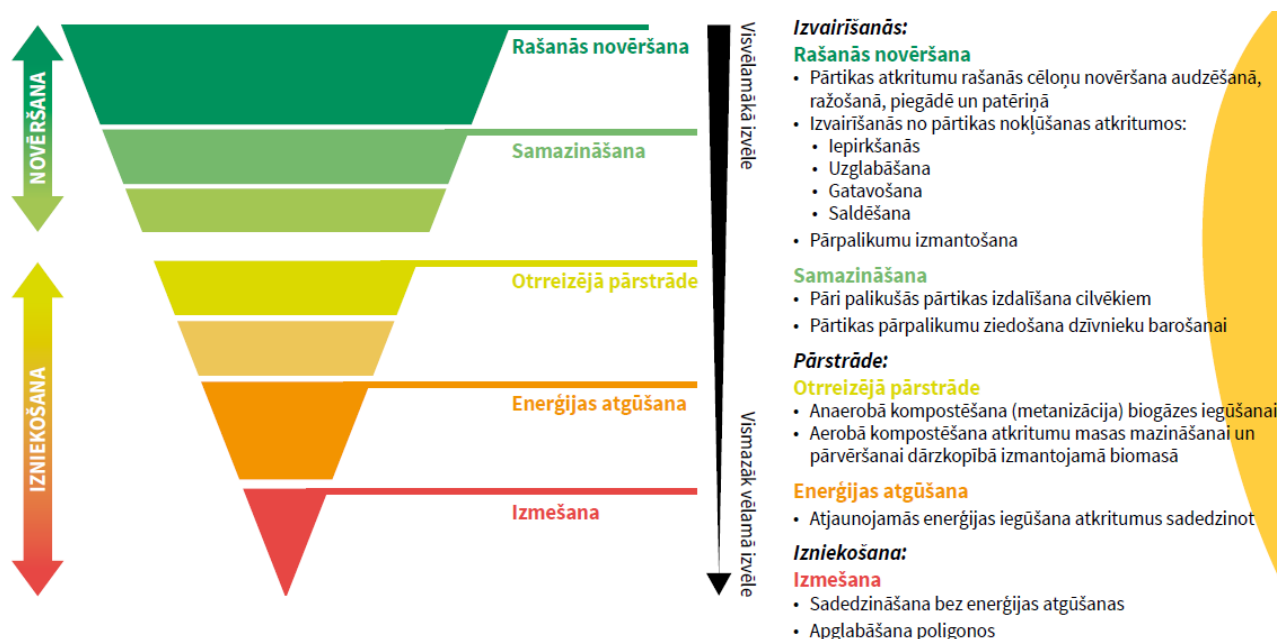 NOVĒRŠANA
IZNIEKOŠANA
Rašanās novēršana
Samazināšana
Otrreizējā pārstrāde
Enerģijas atgūšana
Izmešana
Visvēlamākā izvēle
Vismazāk vēlamā izvēle
Izvairīšanās:
Rašanās novēršana
• Pārtikas atkritumu rašanās cēloņu novēršana audzēšanā,
ražošanā, piegādē un patēriņā
• Izvairīšanās no pārtikas nokļūšanas atkritumos:
• Iepirkšanās
• Uzglabāšana
• Gatavošana
• Saldēšana
• Pārpalikumu izmantošana
Samazināšana
• Pāri palikušās pārtikas izdalīšana cilvēkiem
• Pārtikas pārpalikumu ziedošana dzīvnieku barošanai
Pārstrāde:
Otrreizējā pārstrāde
• Anaerobā kompostēšana (metanizācija) biogāzes iegūšanai
• Aerobā kompostēšana atkritumu masas mazināšanai un
pārvēršanai dārzkopībā izmantojamā biomasā
Enerģijas atgūšana
• Atjaunojamās enerģijas iegūšana atkritumus sadedzinot
Izniekošana:
Izmešana
• Sadedzināšana bez enerģijas atgūšanas
• Apglabāšana poligonos